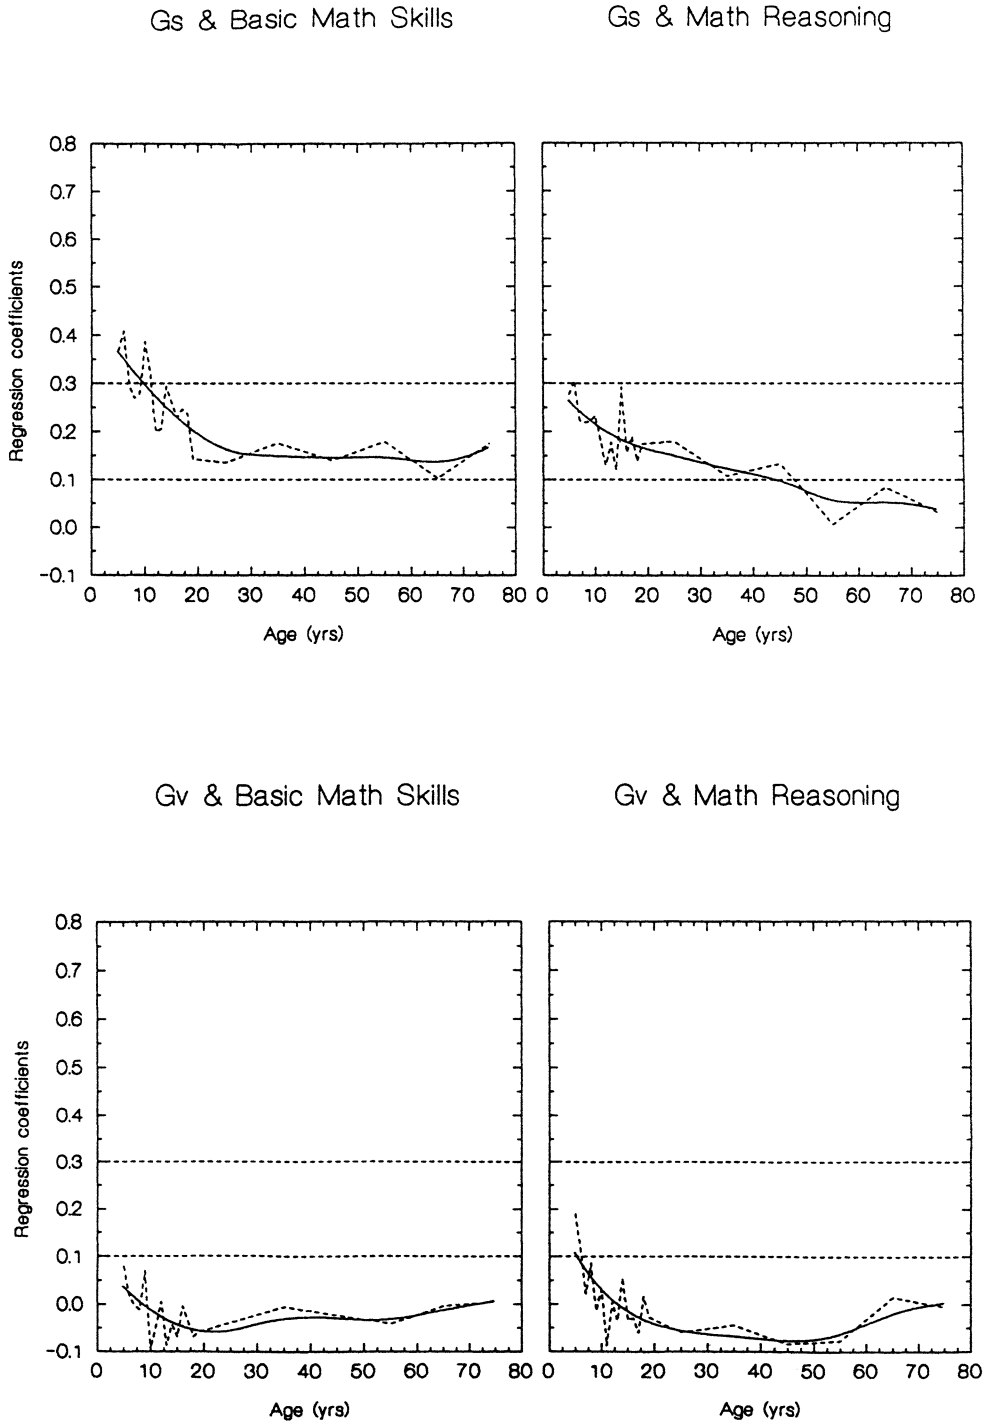 Gs & Basic Math Skills
Gs & Math Reasoning
Regression coefficients
0.8
0.7
0.6
0.5
0.4
0.3
0.2
0.1
0.0
-0.1
0 10 20 30 40 50 60 70 80
0 10 20 30 40 50 60 70 80
Age (yrs)
Age (yrs)
Gv & Basic Math Skills
Gv & Math Reasoning
Regression coefficients
0.8
0.7
0.6
0.5
0.4
0.3
0.2
0.1
0.0
-0.1
0 10 20 30 40 50 60 70 80
0 10 20 30 40 50 60 70 80
Age (yrs)
Age (yrs)